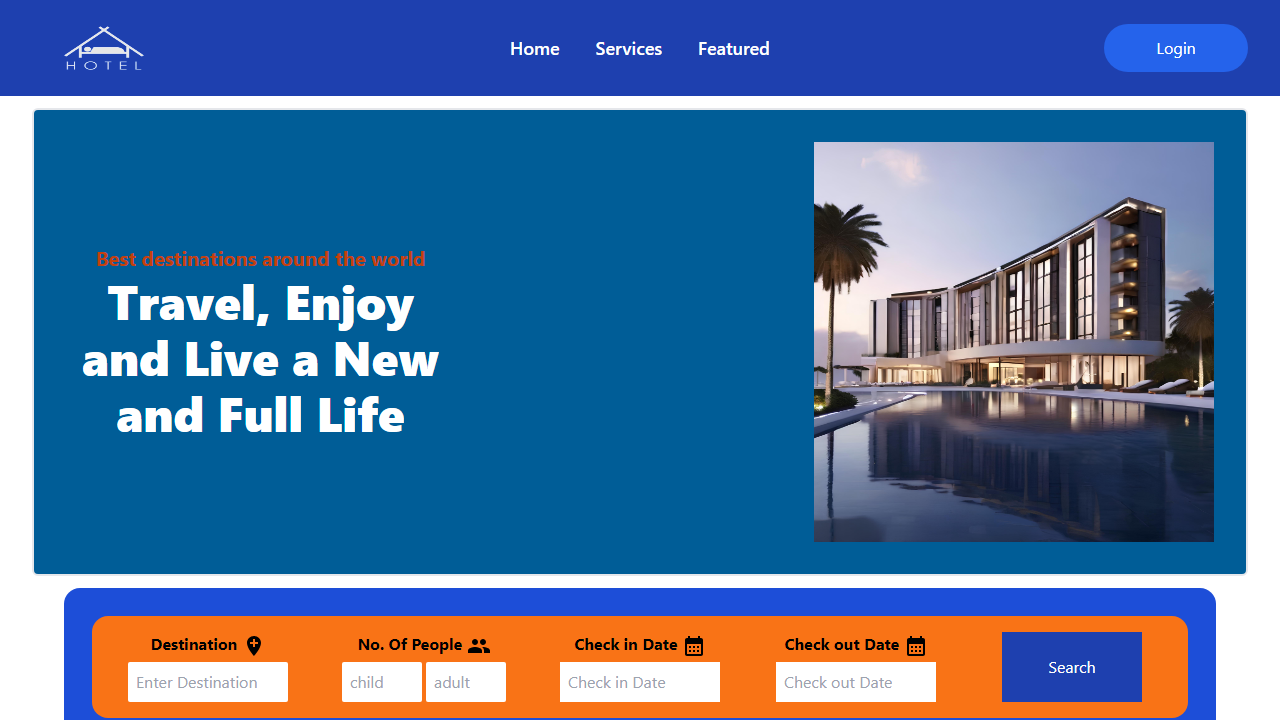 HOTEL
Home Services Featured
Login
Best destinations around the world
Travel, Enjoy
and Live a New
and Full Life
Destination No. Of People Check in Date Check out Date
Enter Destination child adult Check in Date Check out Date
Search